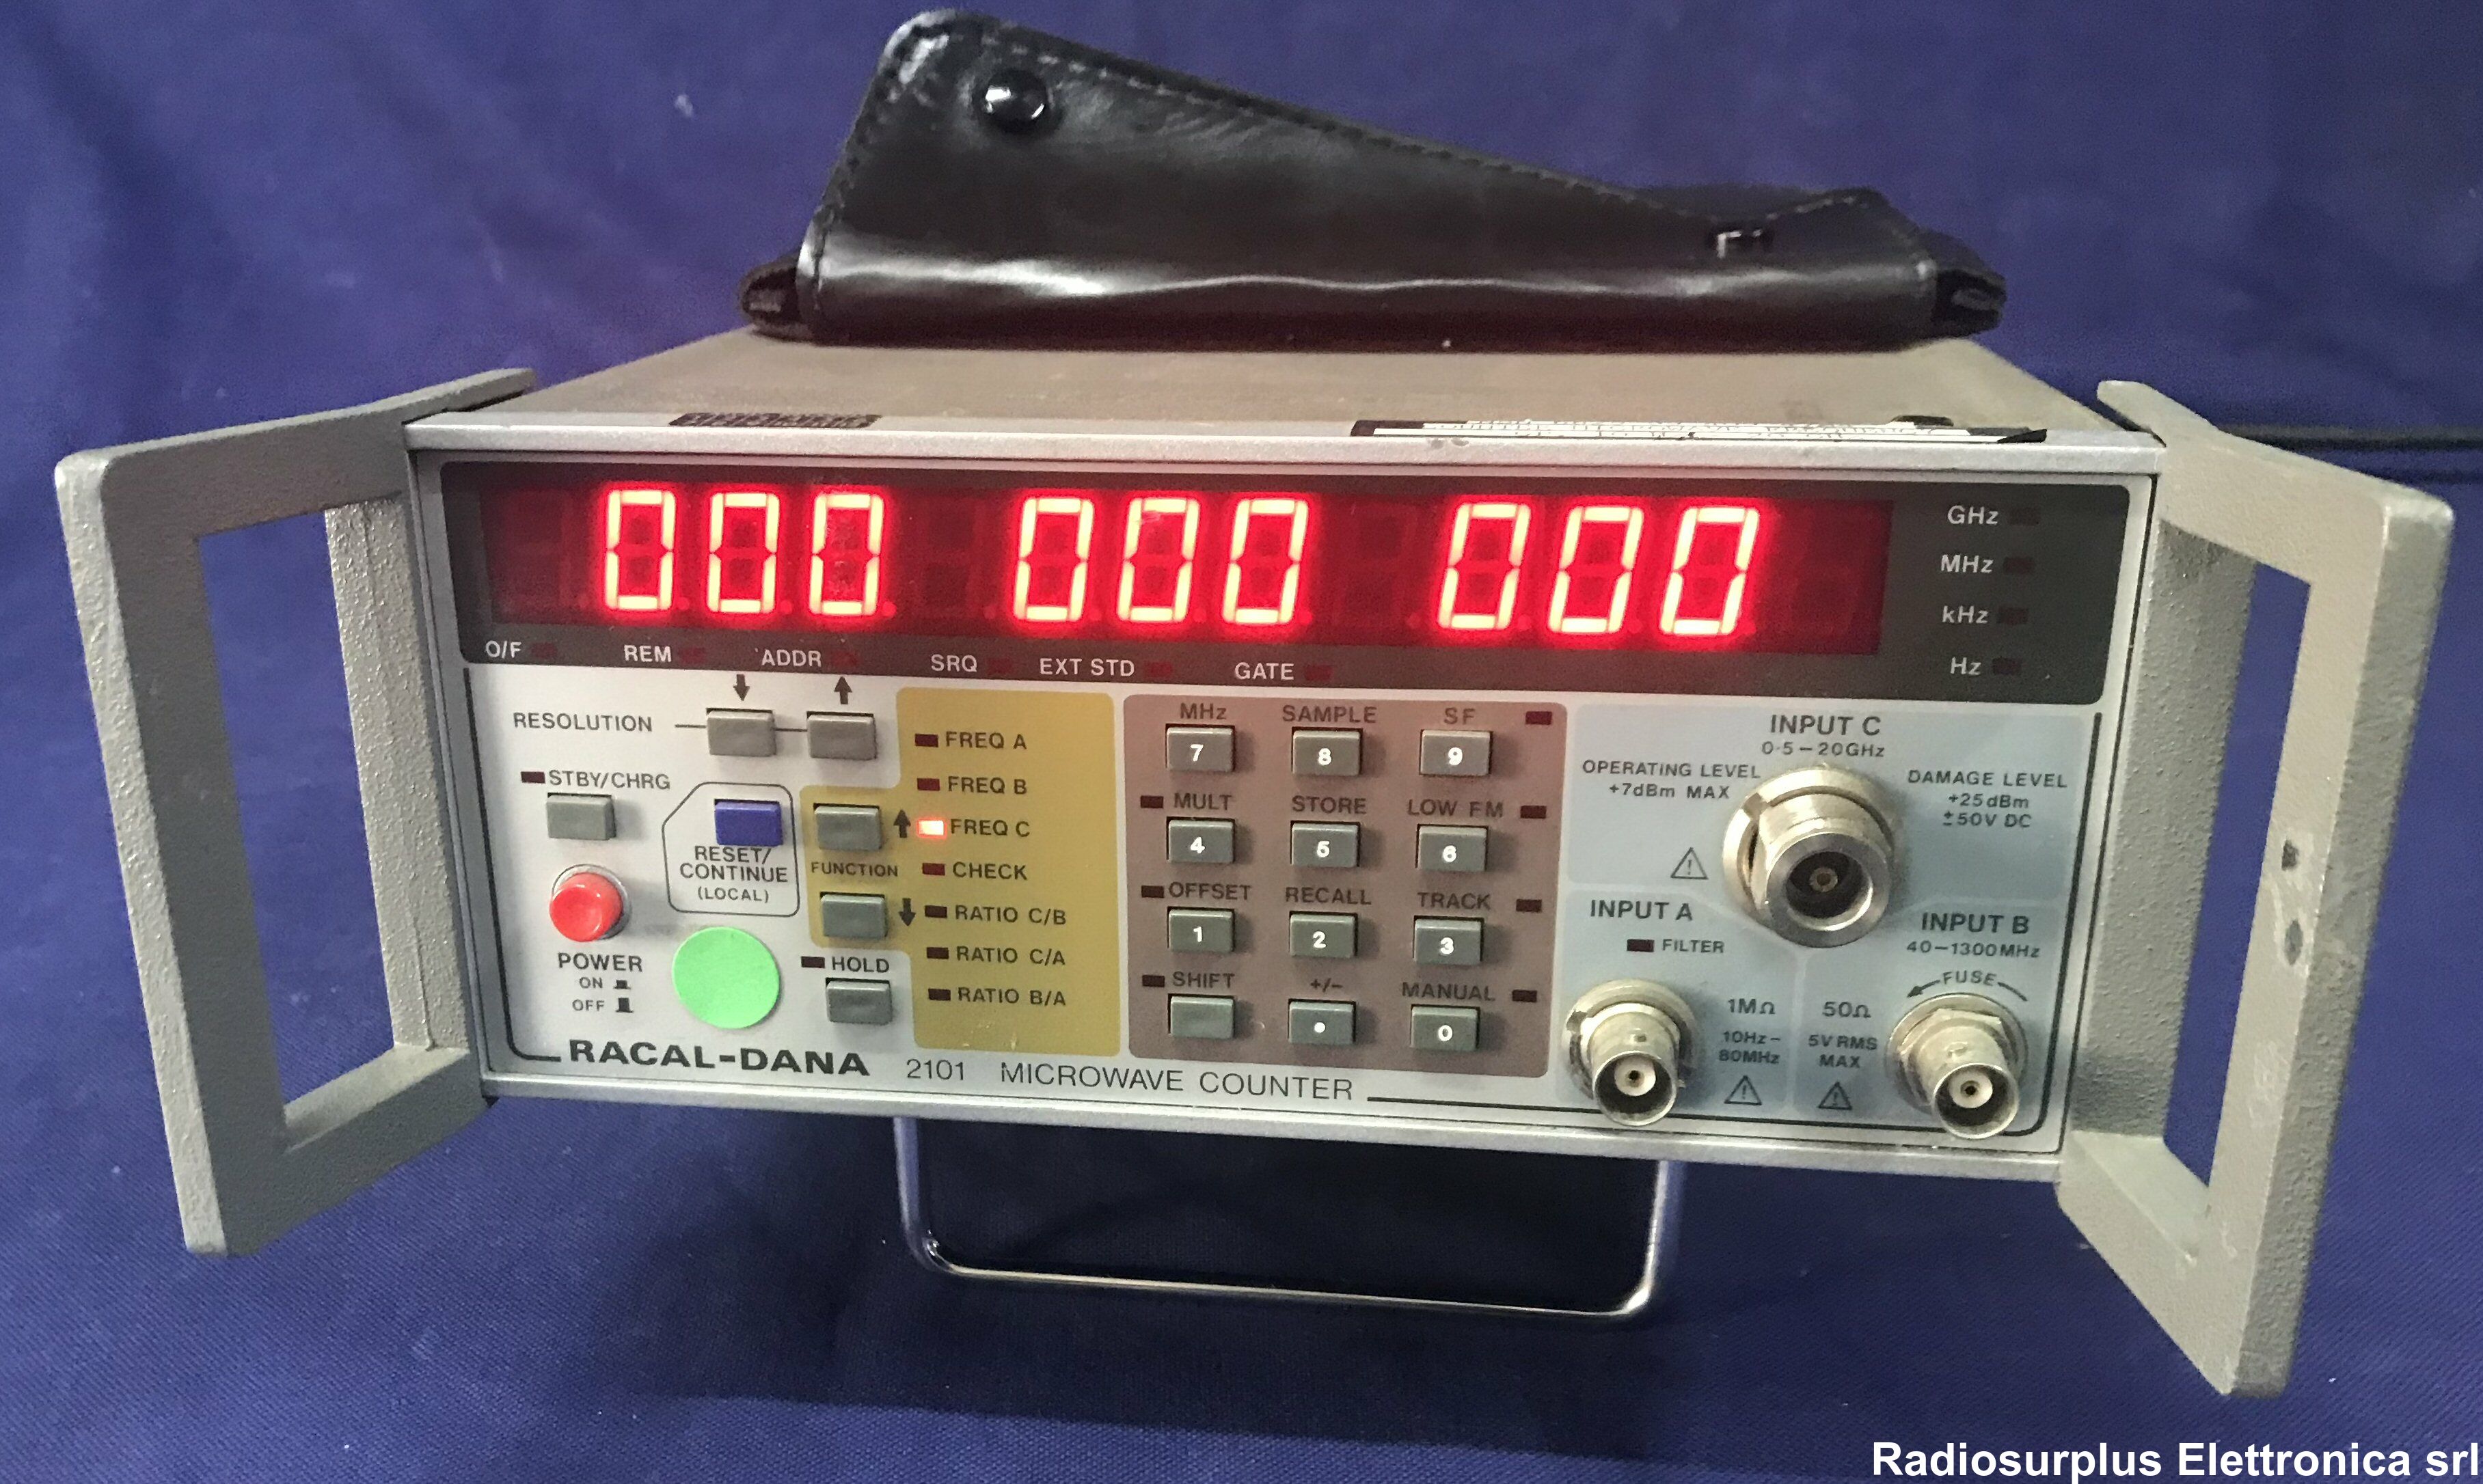 000 000 000
GHz
MHz
kHz
Hz
O/F REM ADDR SRQ EXT STD GATE
RESOLUTION
STBY/CHRG
RESET/
CONTINUE
(LOCAL)
FUNCTION
POWER
ON
OFF
HOLD
FREQ A
FREQ B
FREQ C
CHECK
RATIO C/B
RATIO C/A
RATIO B/A
MHz SAMPLE SF
7 8 9
MULT STORE LOW FM
4 5 6
OFFSET RECALL TRACK
1 2 3
SHIFT +/- MANUAL
• 0
INPUT C
0·5–20GHz
OPERATING LEVEL
+7dBm MAX
DAMAGE LEVEL
+25dBm
±50V DC
INPUT A
FILTER
1MΩ
10Hz–
80MHz
INPUT B
40–1300MHz
FUSE
50Ω
5V RMS
MAX
RACAL-DANA 2101 MICROWAVE COUNTER
Radiosurplus Elettronica srl